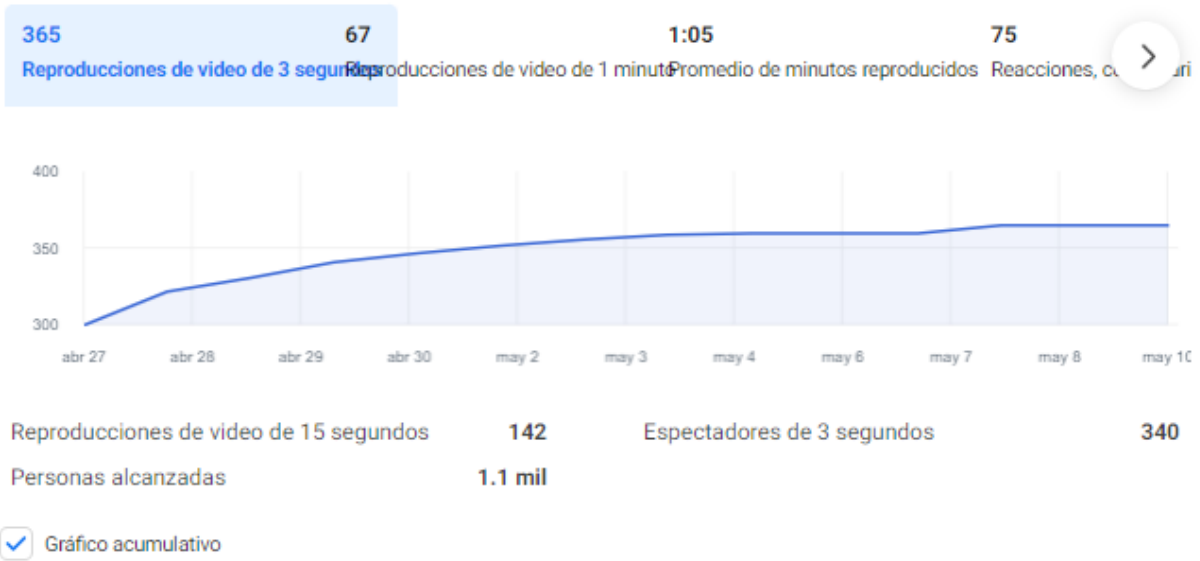 365 67 1:05 75
Reproducciones de video de 3 segundos Reproducciones de video de 1 minuto Promedio de minutos reproducidos Reacciones,
400
350
300
abr 27 abr 28 abr 29 abr 30 may 2 may 3 may 4 may 6 may 7 may 8 may 10
Reproducciones de video de 15 segundos 142 Espectadores de 3 segundos 340
Personas alcanzadas 1.1 mil
Gráfico acumulativo